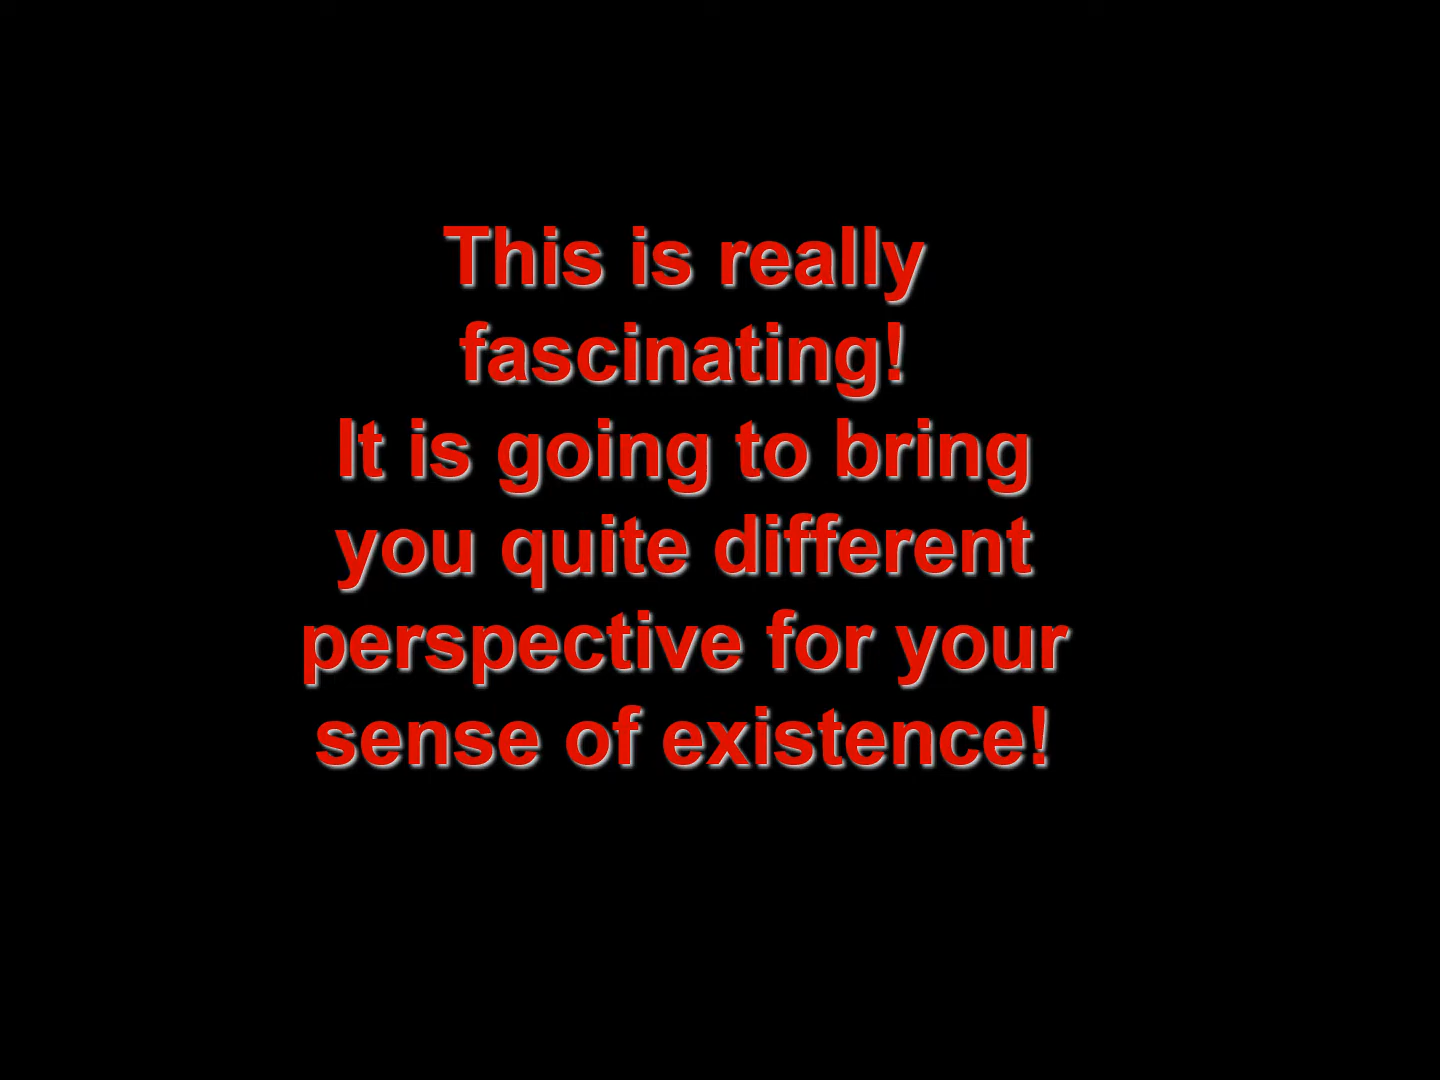 This is really
fascinating!
It is going to bring
you quite different
perspective for your
sense of existence!